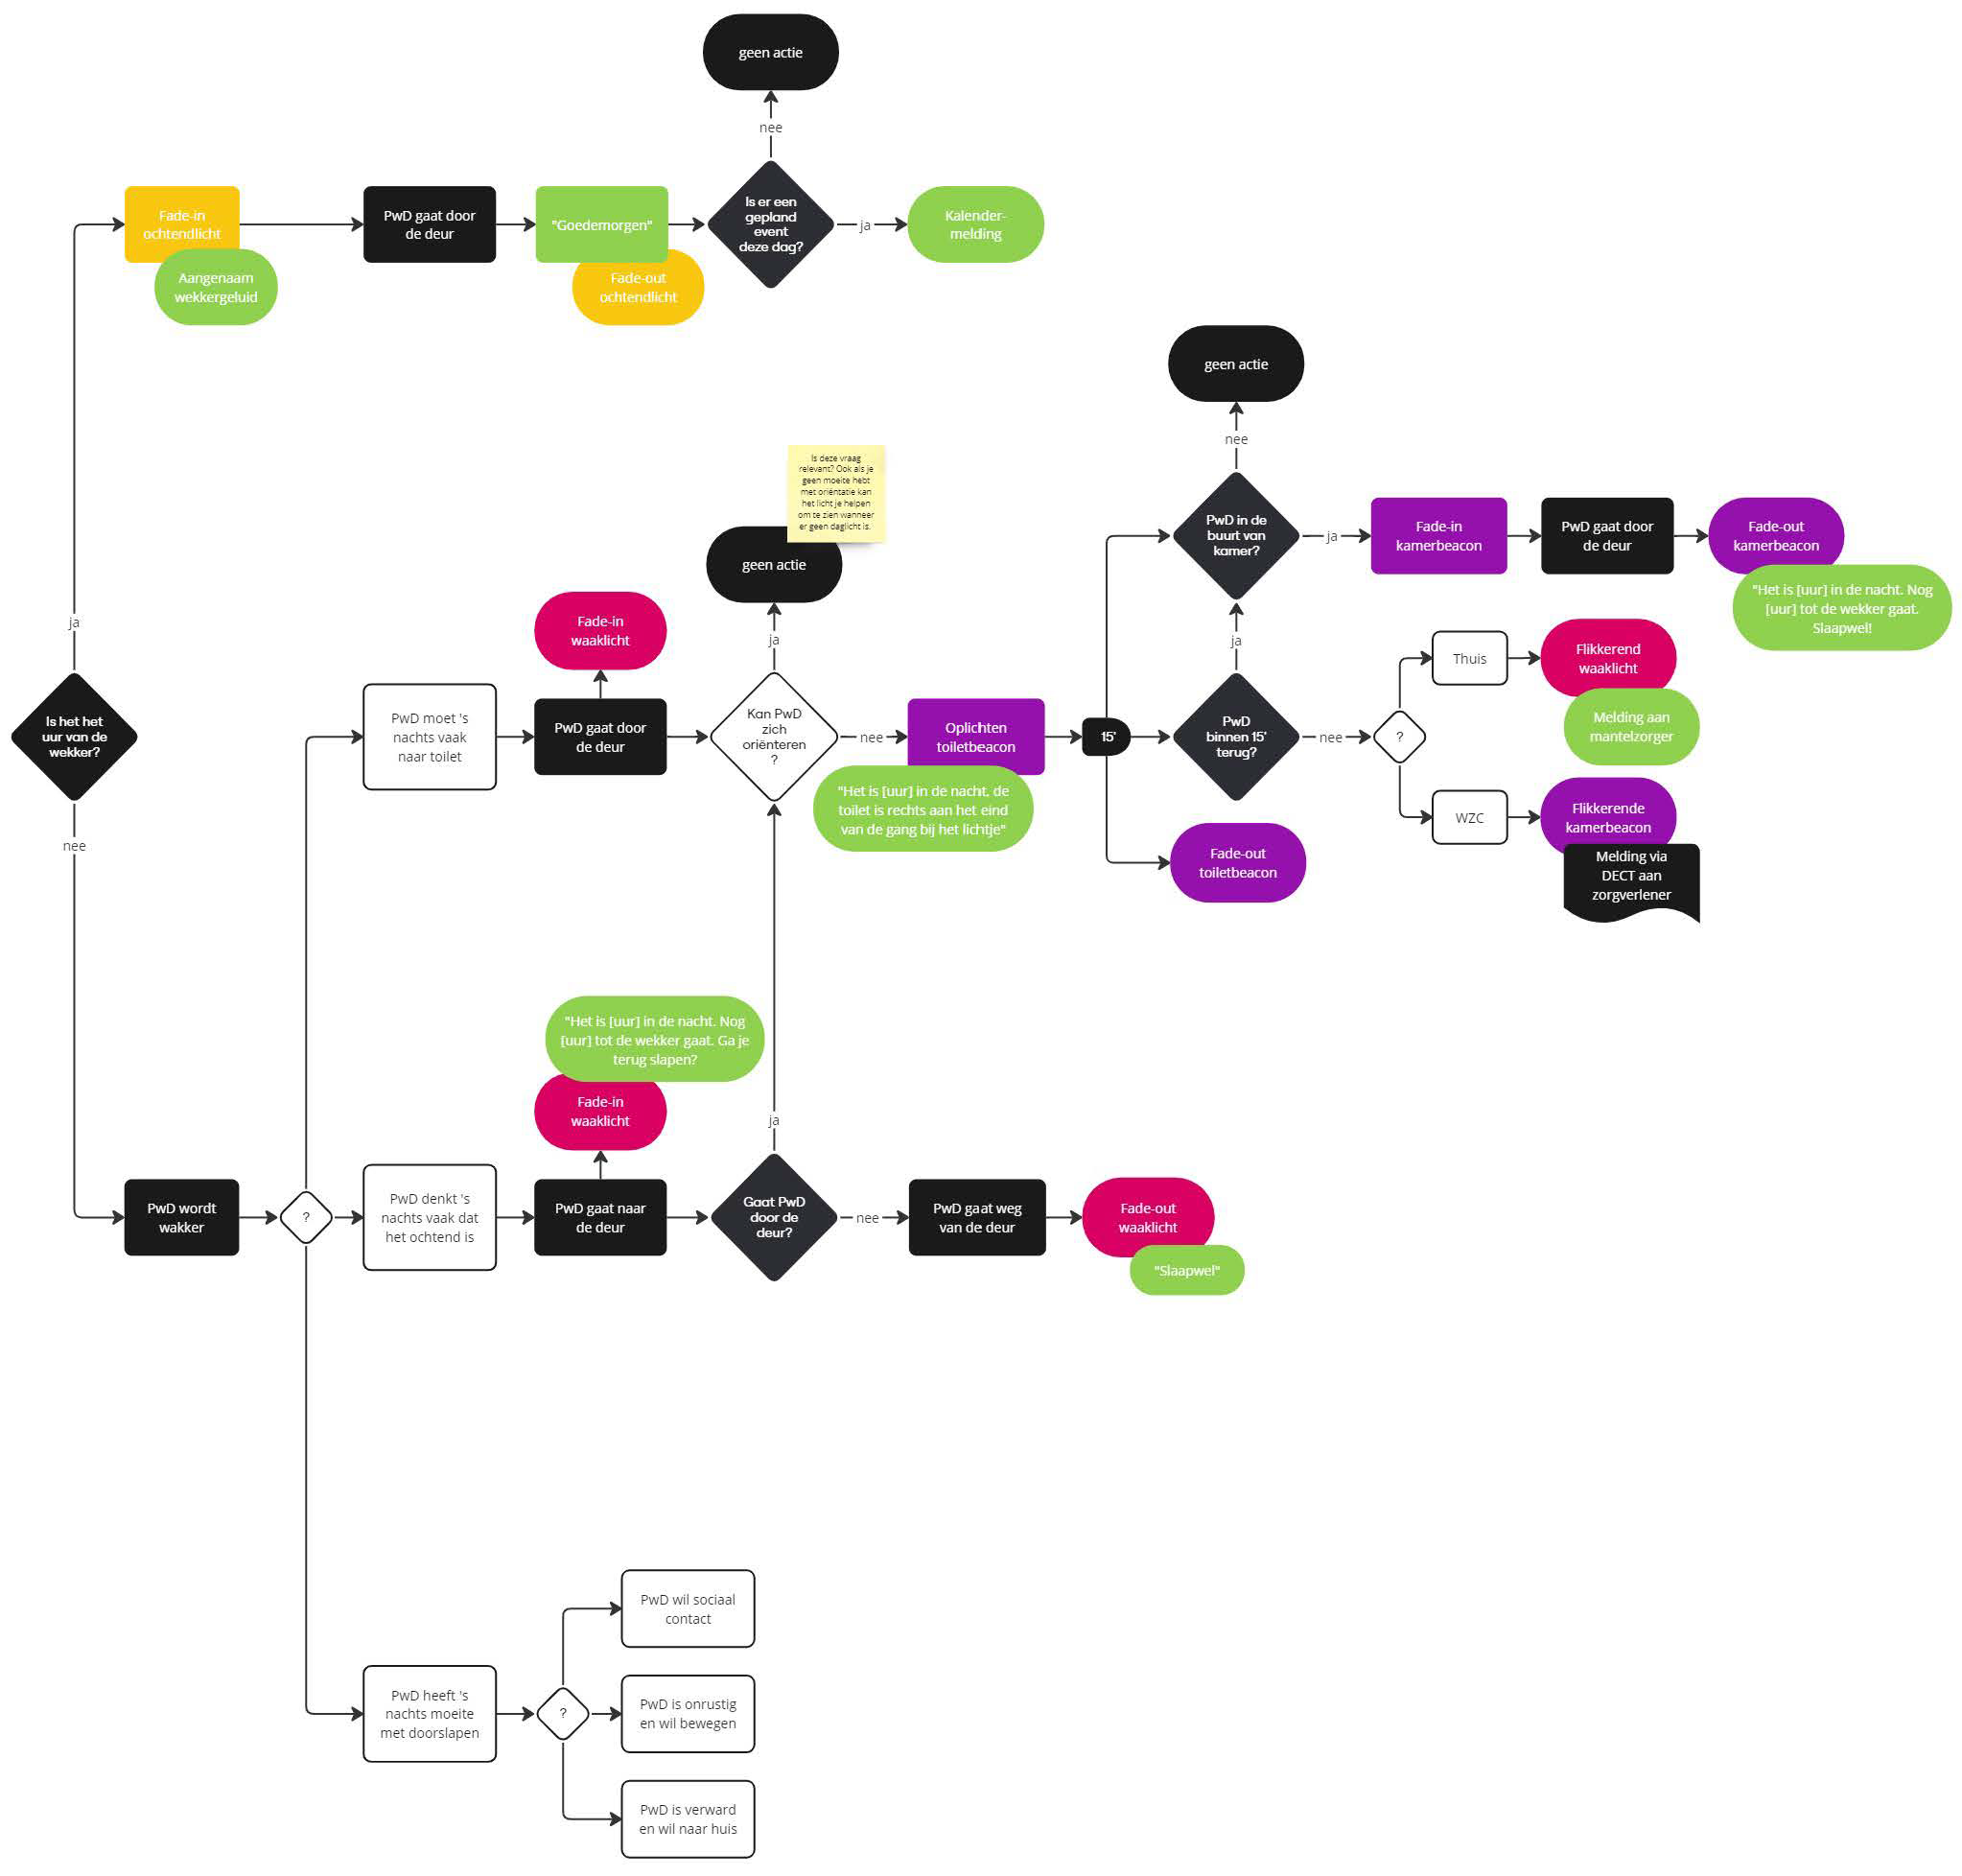 geen actie
nee
Fade-in
ochtendlicht
Aangenaam
wekkergeluid
PwD gaat door
de deur
"Goedemorgen"
Fade-out
ochtendlicht
Is er een
gepland
event
deze dag?
ja
Kalender-
melding
geen actie
nee
Is deze vraag
relevant? Ook als je
geen moeite hebt
met oriëntatie kan
het licht je helpen
om te zien wanneer
er geen daglicht is.
geen actie
ja
PwD in de
buurt van
kamer?
ja
Fade-in
kamerbeacon
PwD gaat door
de deur
Fade-out
kamerbeacon
"Het is [uur] in de nacht. Nog
[uur] tot de wekker gaat.
Slaapwel!
ja
Is het het
uur van de
wekker?
nee
PwD moet 's
nachts vaak
naar toilet
Fade-in
waaklicht
PwD gaat door
de deur
Kan PwD
zich
oriënteren
?
nee
Oplichten
toiletbeacon
"Het is [uur] in de nacht, de
toilet is rechts aan het eind
van de gang bij het lichtje"
15'
ja
PwD
binnen 15'
terug?
nee
?
Thuis
Flikkerend
waaklicht
Melding aan
mantelzorger
WZC
Flikkerende
kamerbeacon
Melding via
DECT aan
zorgverlener
Fade-out
toiletbeacon
"Het is [uur] in de nacht. Nog
[uur] tot de wekker gaat. Ga je
terug slapen?
Fade-in
waaklicht
ja
PwD wordt
wakker
?
PwD denkt 's
nachts vaak dat
het ochtend is
PwD gaat naar
de deur
Gaat PwD
door de
deur?
nee
PwD gaat weg
van de deur
Fade-out
waaklicht
"Slaapwel"
PwD heeft 's
nachts moeite
met doorslapen
?
PwD wil sociaal
contact
PwD is onrustig
en wil bewegen
PwD is verward
en wil naar huis